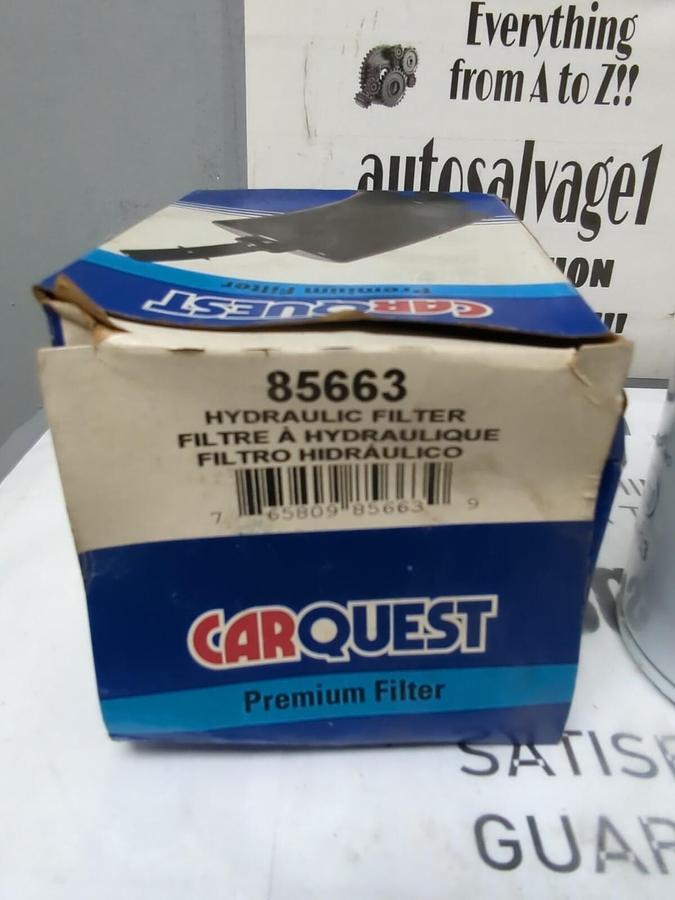 Everything
from A to Z!!
autosalvage1
Premium Filter
CARQUEST
85663
HYDRAULIC FILTER
FILTRE À HYDRAULIQUE
FILTRO HIDRÁULICO
7 65809 85663 9
CARQUEST
Premium Filter